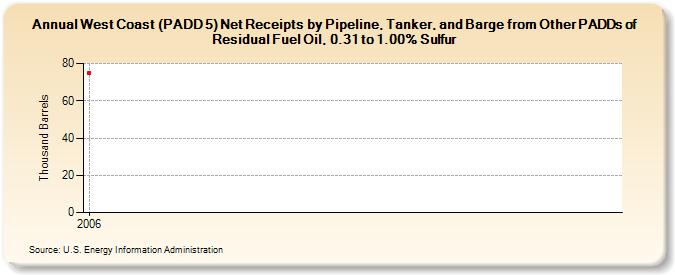 Annual West Coast (PADD 5) Net Receipts by Pipeline, Tanker, and Barge from Other PADDs of
Residual Fuel Oil, 0.31 to 1.00% Sulfur
Thousand Barrels
80
60
40
20
0
2006
Source: U.S. Energy Information Administration